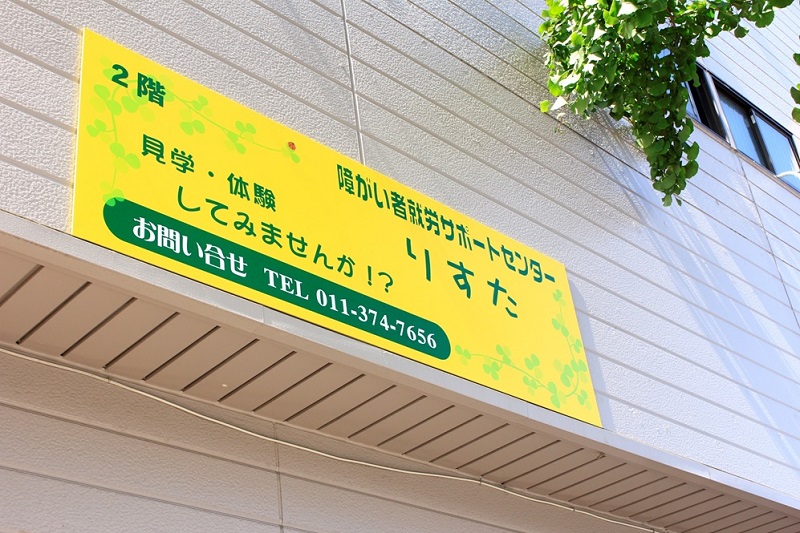 2階
見学・体験
してみませんか!?
障がい者就労サポートセンター
りすた
お問い合せ TEL 011-374-7656